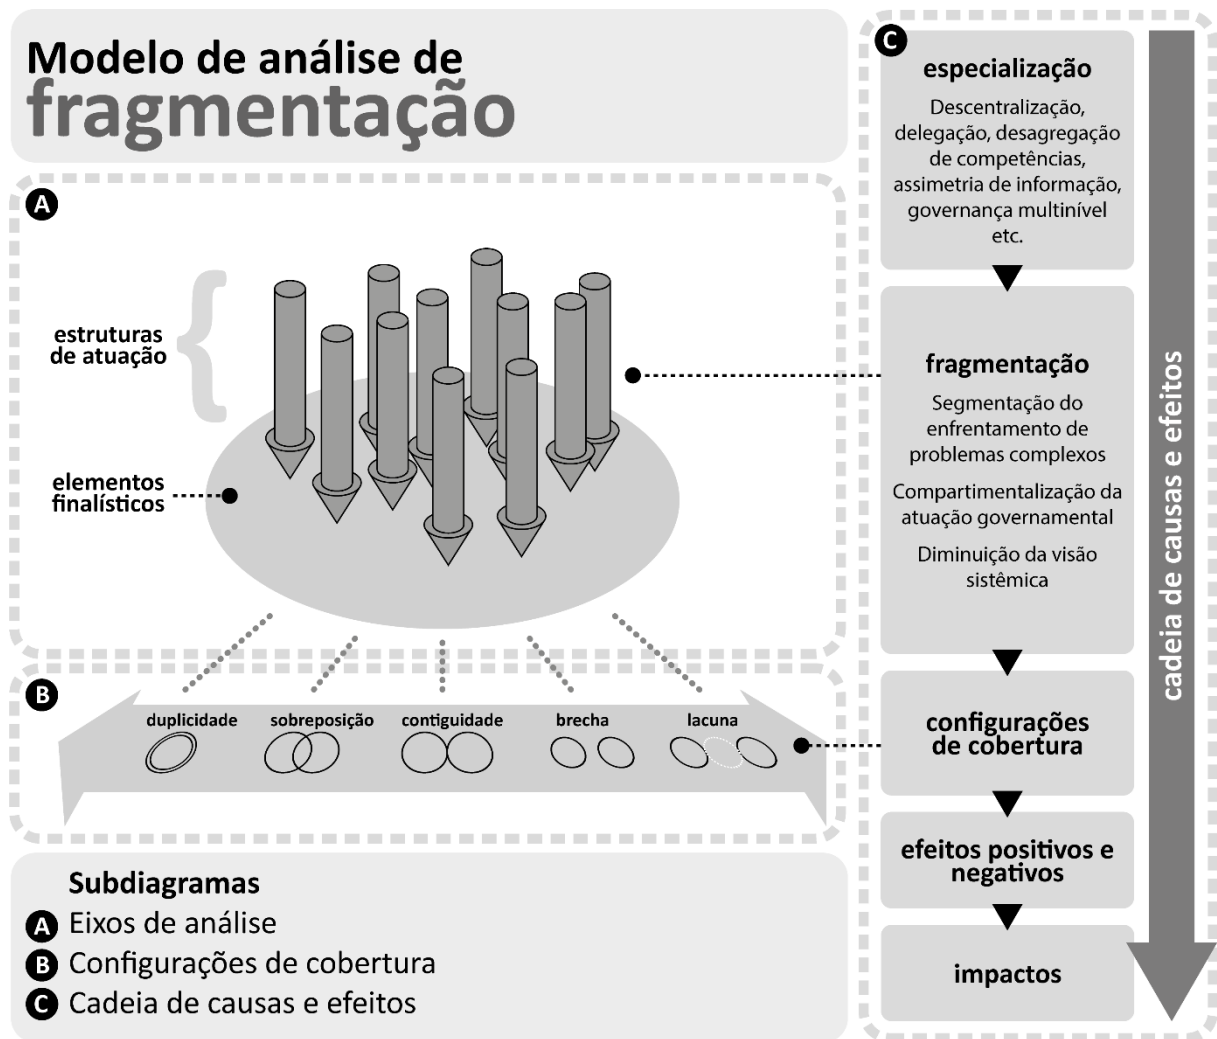 Modelo de análise de
fragmentação
A
estruturas
de atuação
elementos
finalísticos
B
duplicidade
sobreposição
contiguidade
brecha
lacuna
Subdiagramas
A Eixos de análise
B Configurações de cobertura
C Cadeia de causas e efeitos
C
especialização
Descentralização,
delegação, desagregação
de competências,
assimetria de informação,
governança multinível
etc.
fragmentação
Segmentação do
enfrentamento de
problemas complexos
Compartimentalização da
atuação governamental
Diminuição da visão
sistêmica
configurações
de cobertura
efeitos positivos e
negativos
impactos
cadeia de causas e efeitos